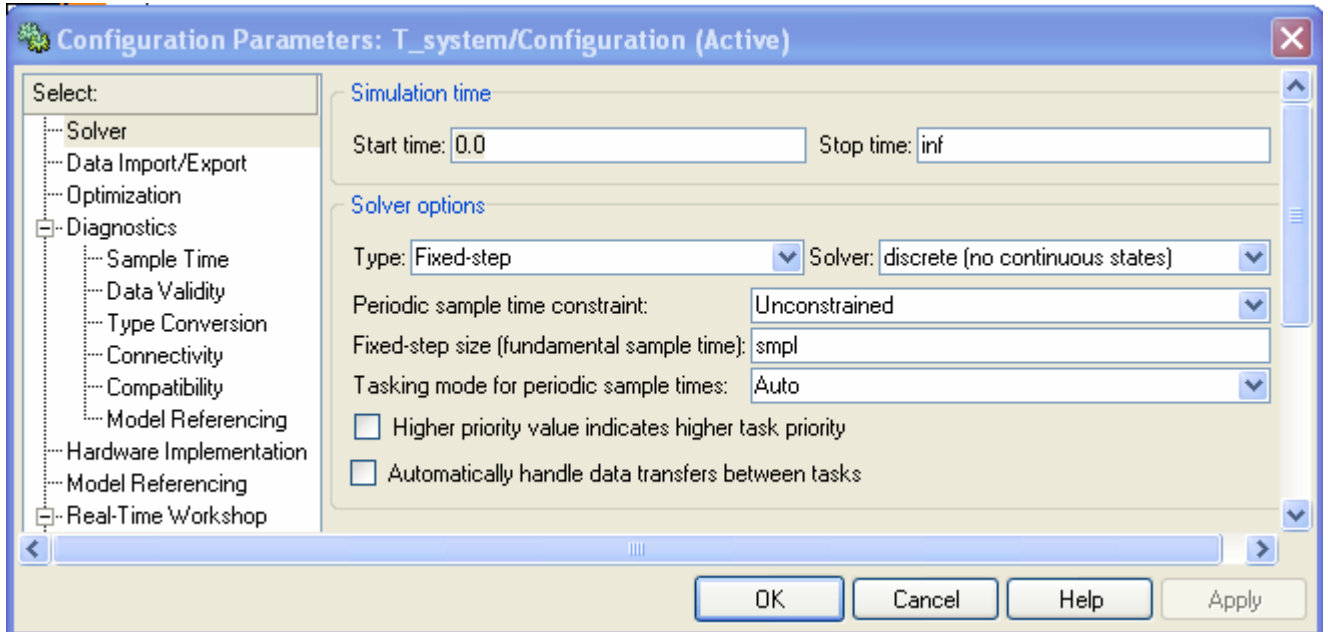 Configuration Parameters: T_system/Configuration (Active)
Select:
Solver
Data Import/Export
Optimization
Diagnostics
Sample Time
Data Validity
Type Conversion
Connectivity
Compatibility
Model Referencing
Hardware Implementation
Model Referencing
Real-Time Workshop
Simulation time
Start time: 0.0 Stop time: inf
Solver options
Type: Fixed-step Solver: discrete (no continuous states)
Periodic sample time constraint: Unconstrained
Fixed-step size (fundamental sample time): smpl
Tasking mode for periodic sample times: Auto
Higher priority value indicates higher task priority
Automatically handle data transfers between tasks
OK Cancel Help Apply